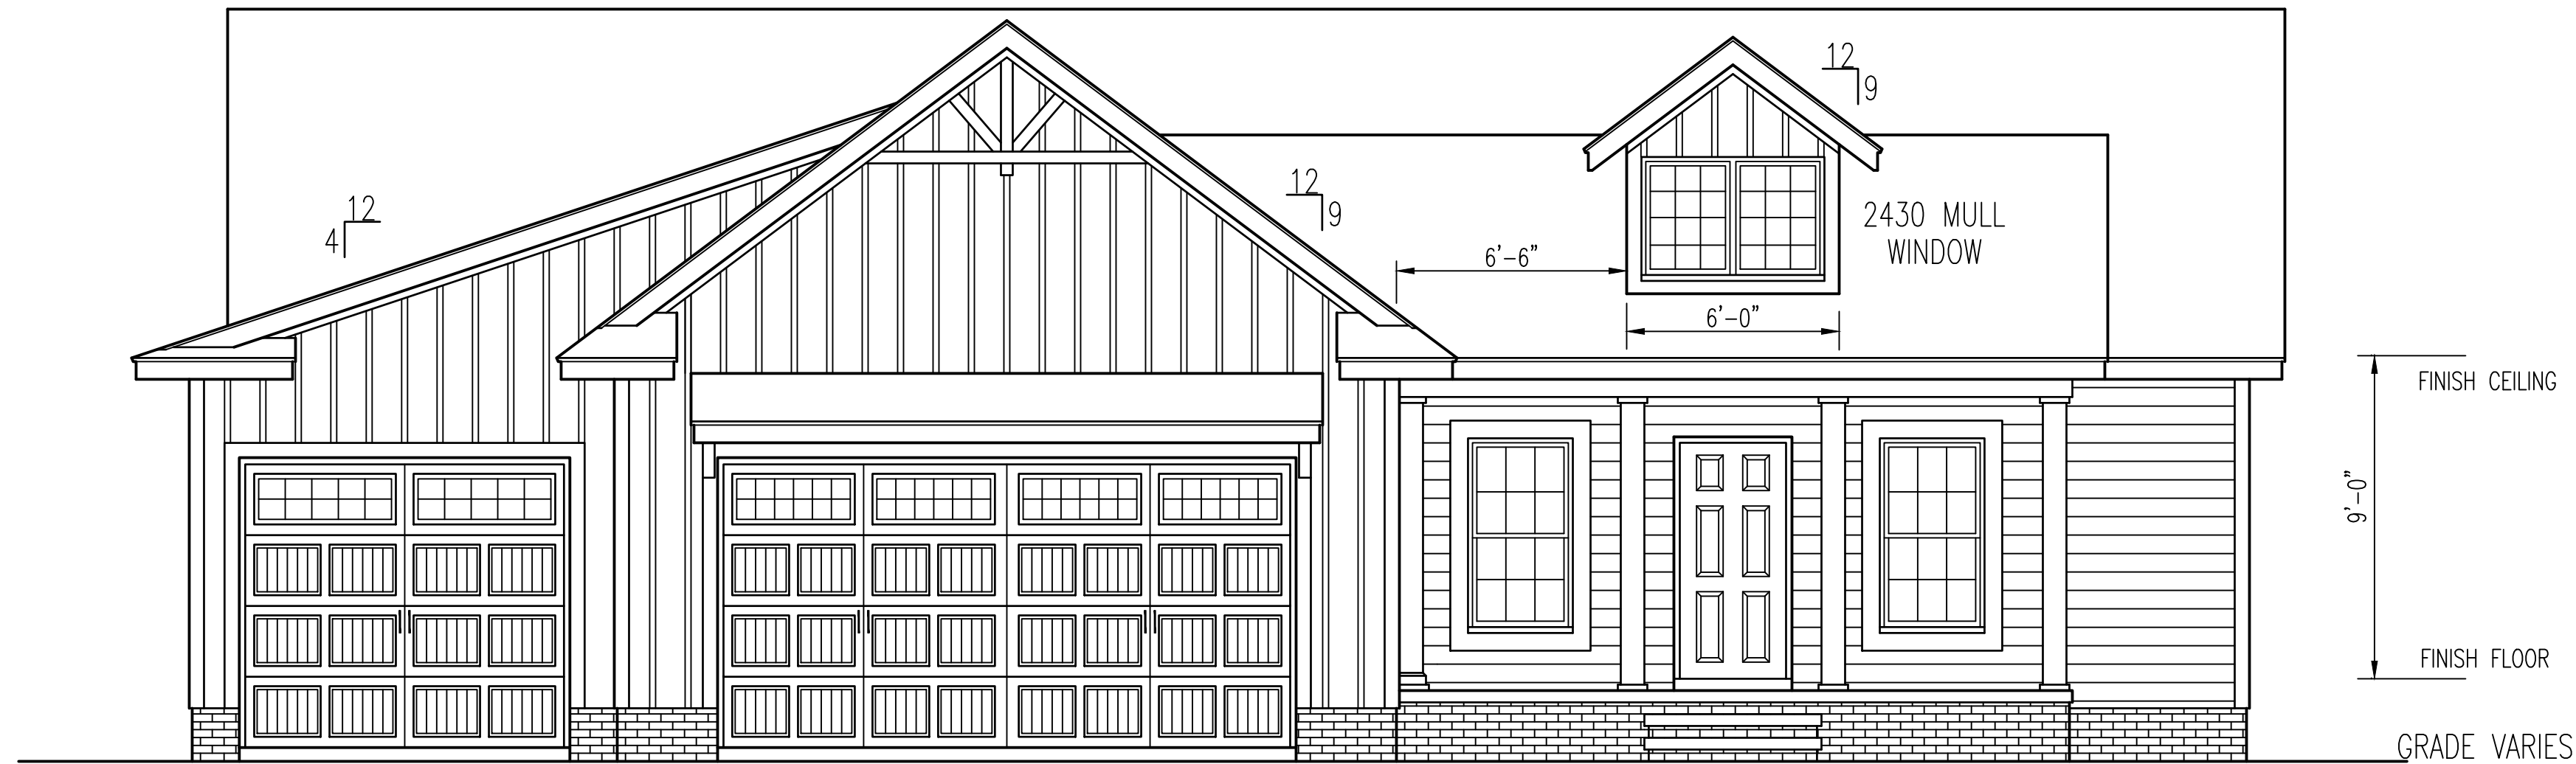 12
9
12
4
12
9
2430 MULL
WINDOW
6'-6"
6'-0"
FINISH CEILING
9'-0"
FINISH FLOOR
GRADE VARIES